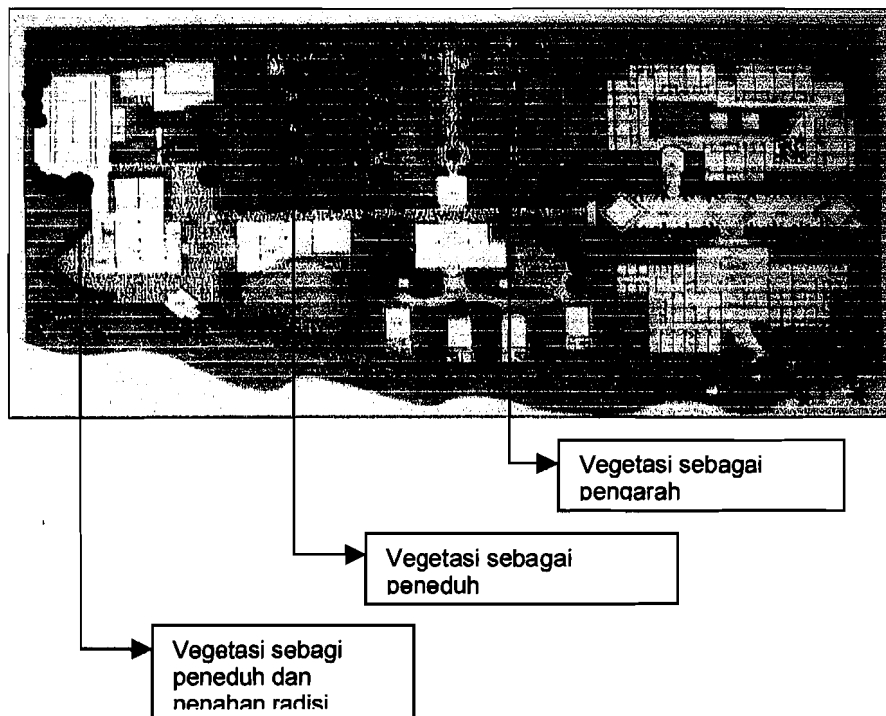 Vegetasi sebagai
pengarah
Vegetasi sebagai
peneduh
Vegetasi sebagi
peneduh dan
penahan radisi